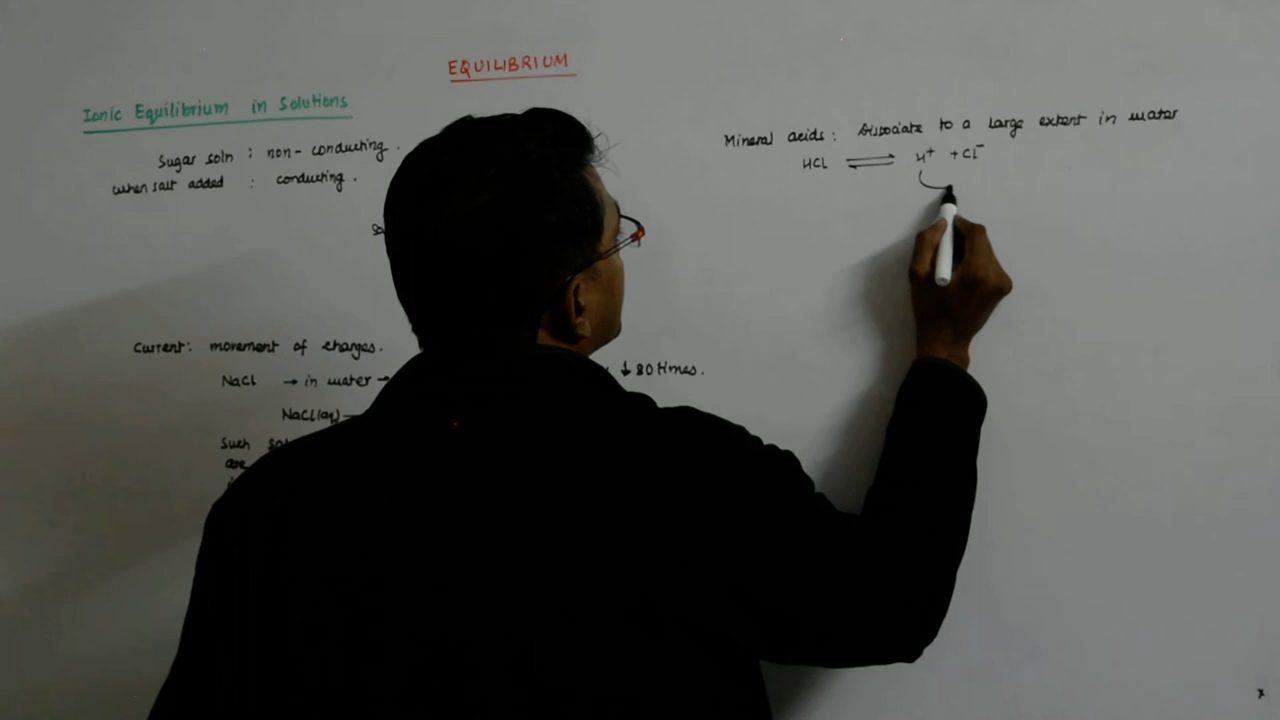 EQUILIBRIUM
Ionic Equilibrium in Solutions
Sugar soln : non-conducting.
when salt added : conducting.
Current: movement of charges.
NaCl → in water →
↓ 80 times.
NaCl(aq) —
Such
are
Mineral acids: Dissociate to a large extent in water
HCl ⇌ H⁺ + Cl⁻